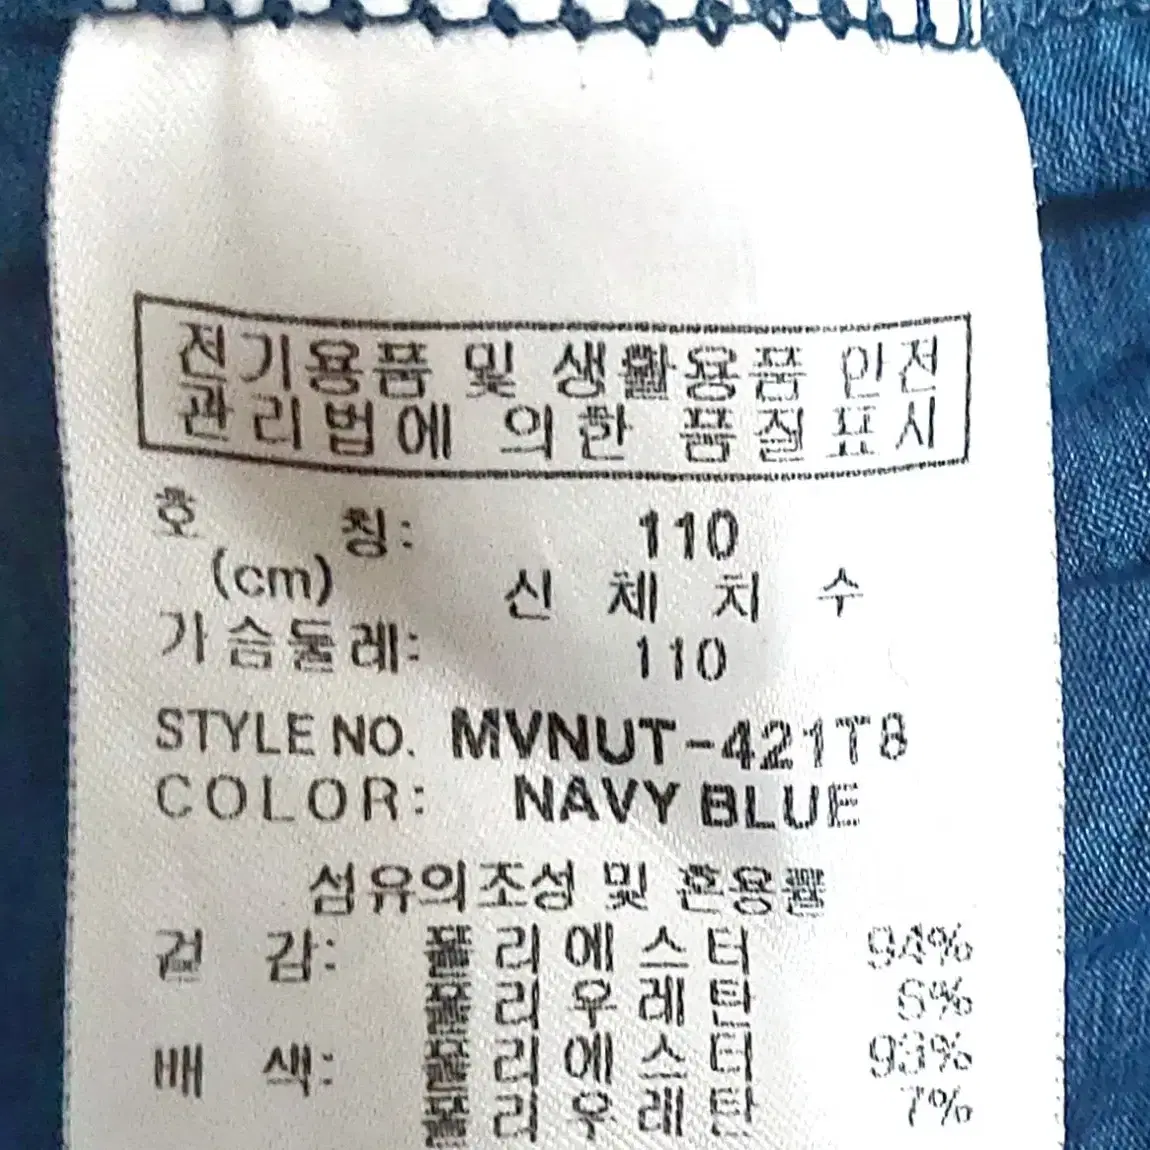 전기용품 및 생활용품 안전
관리법에 의한 품질표시
호 칭: 110
(cm) 신 체 치 수
가슴둘레: 110
STYLE NO. MVNUT-421T8
COLOR: NAVY BLUE
섬유의조성 및 혼용률
겉 감: 폴리에스터 94%
폴리우레탄 6%
배 색: 폴리에스터 93%
폴리우레탄 7%